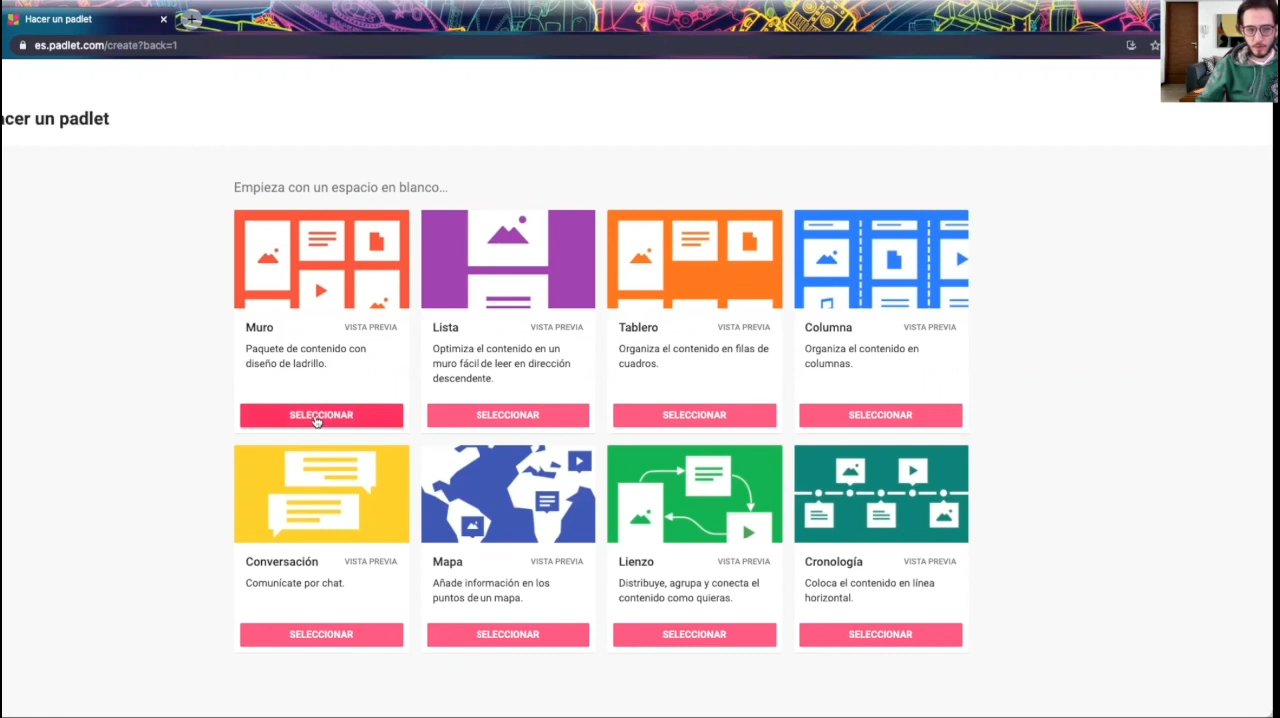 Hacer un padlet
es.padlet.com/create?back=1
acer un padlet
Empieza con un espacio en blanco...
Muro VISTA PREVIA
Paquete de contenido con
diseño de ladrillo.
SELECCIONAR
Lista VISTA PREVIA
Optimiza el contenido en un
muro fácil de leer en dirección
descendente.
SELECCIONAR
Tablero VISTA PREVIA
Organiza el contenido en filas de
cuadros.
SELECCIONAR
Columna VISTA PREVIA
Organiza el contenido en
columnas.
SELECCIONAR
Conversación VISTA PREVIA
Comunícate por chat.
SELECCIONAR
Mapa VISTA PREVIA
Añade información en los
puntos de un mapa.
SELECCIONAR
Lienzo VISTA PREVIA
Distribuye, agrupa y conecta el
contenido como quieras.
SELECCIONAR
Cronología VISTA PREVIA
Coloca el contenido en línea
horizontal.
SELECCIONAR